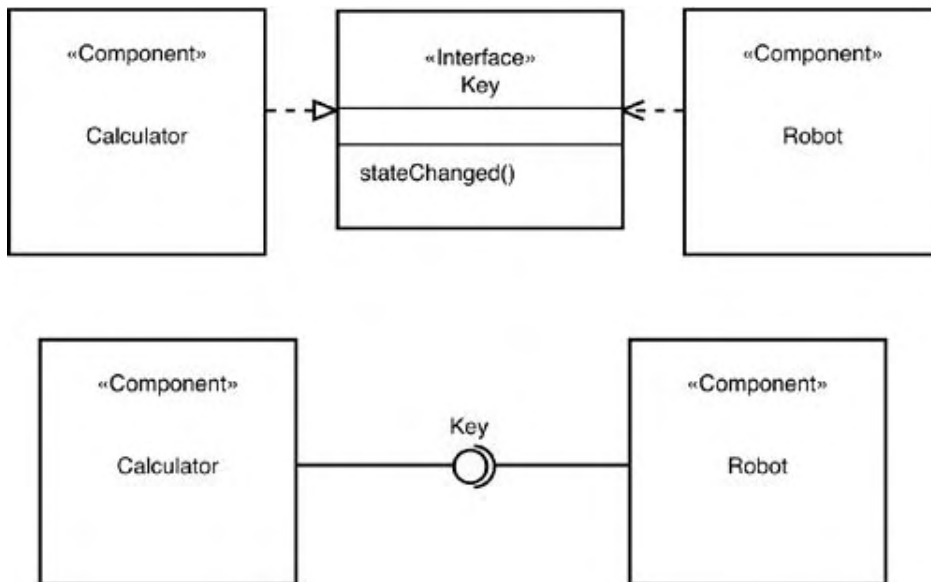 «Component»
Calculator
«Interface»
Key
stateChanged()
«Component»
Robot
«Component»
Calculator
Key
«Component»
Robot